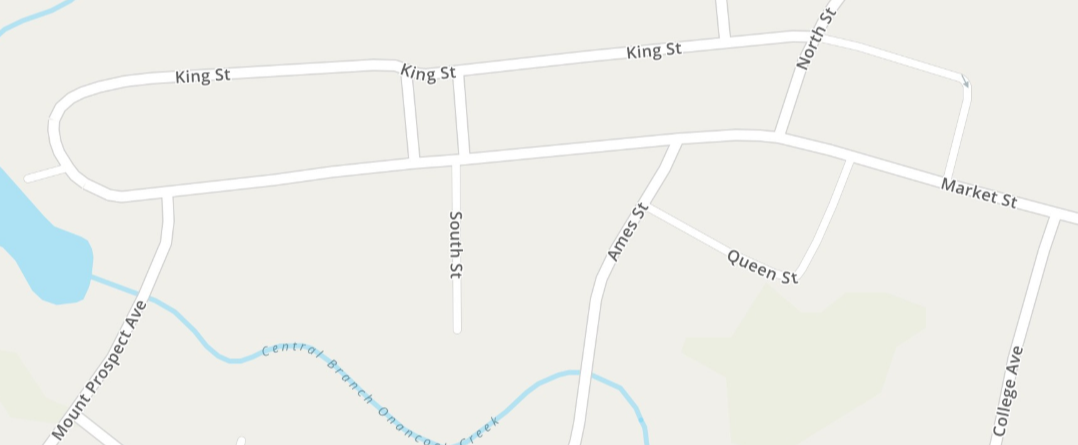 North St
King St
King St
King St
Market St
South St
Ames St
Queen St
Mount Prospect Ave
Central Branch Onancock Creek
College Ave